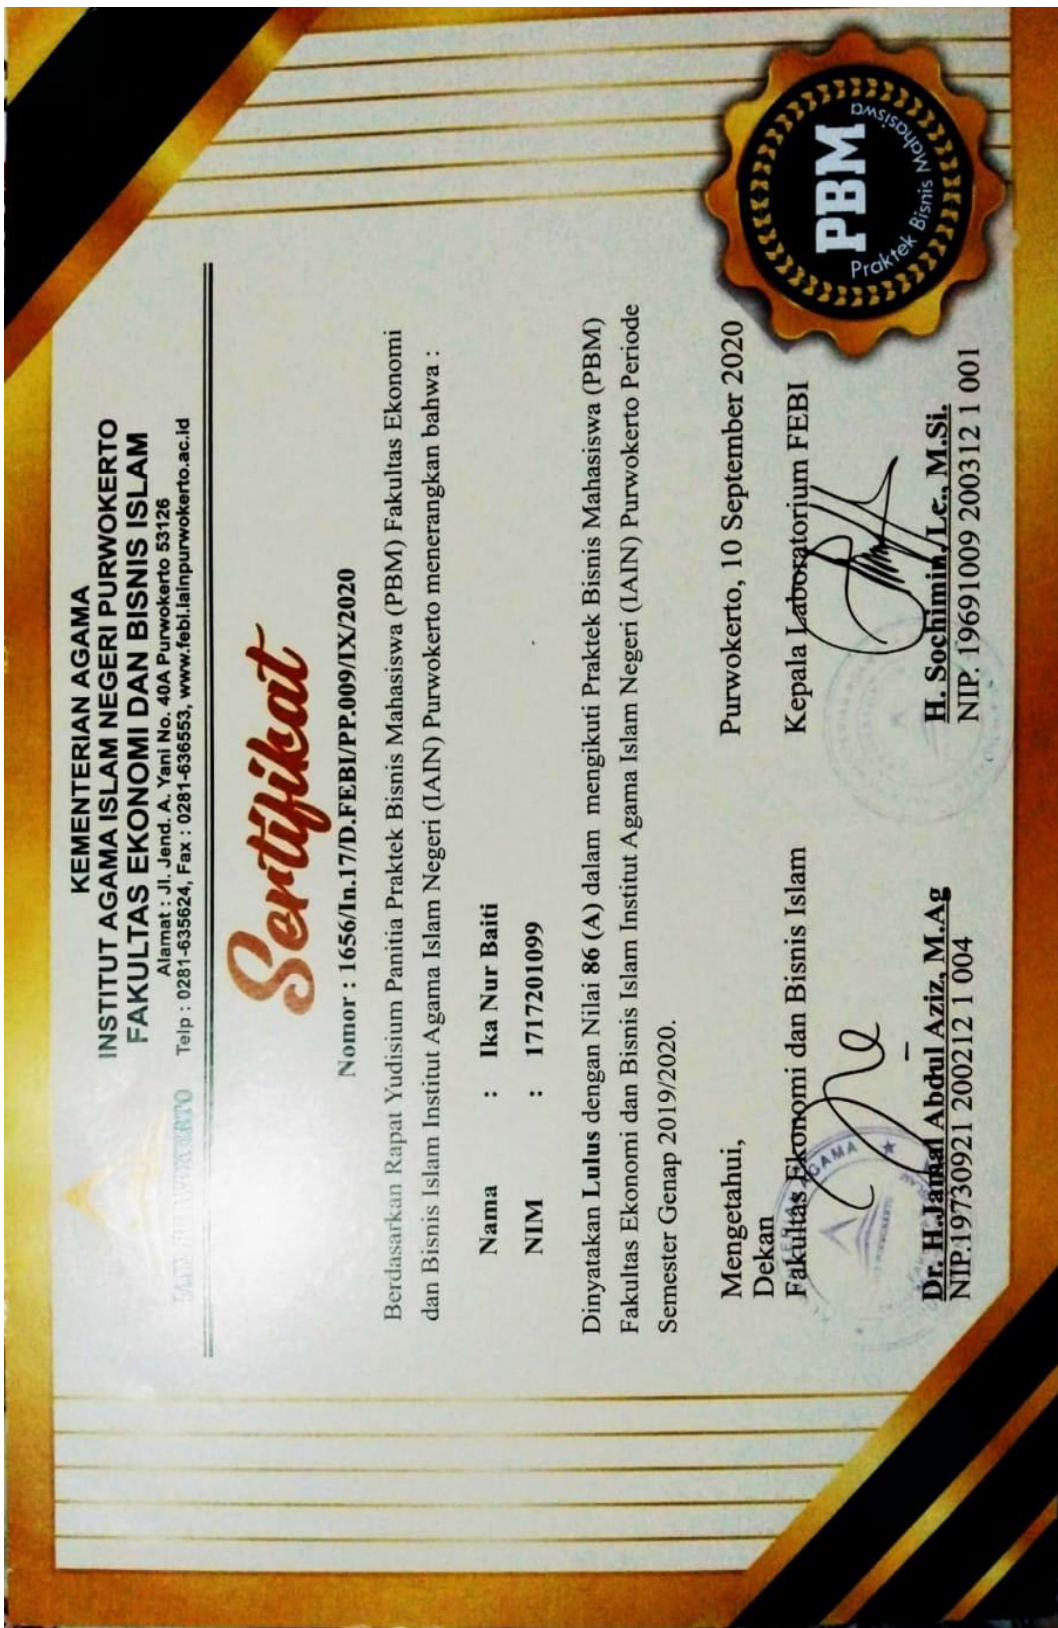 KEMENTERIAN AGAMA
INSTITUT AGAMA ISLAM NEGERI PURWOKERTO
FAKULTAS EKONOMI DAN BISNIS ISLAM
Alamat : Jl. Jend. A. Yani No. 40A Purwokerto 53126
Telp : 0281-635624, Fax : 0281-636553, www.febi.iainpurwokerto.ac.id
IAIN PURWOKERTO
Sertifikat
Nomor : 1656/In.17/D.FEBI/PP.009/IX/2020
Berdasarkan Rapat Yudisium Panitia Praktek Bisnis Mahasiswa (PBM) Fakultas Ekonomi
dan Bisnis Islam Institut Agama Islam Negeri (IAIN) Purwokerto menerangkan bahwa :
Nama : Ika Nur Baiti
NIM : 1717201099
Dinyatakan Lulus dengan Nilai 86 (A) dalam mengikuti Praktek Bisnis Mahasiswa (PBM)
Fakultas Ekonomi dan Bisnis Islam Institut Agama Islam Negeri (IAIN) Purwokerto Periode
Semester Genap 2019/2020.
Purwokerto, 10 September 2020
Mengetahui,
Dekan
Fakultas Ekonomi dan Bisnis Islam
Dr. H.Jamal Abdul Aziz, M.Ag
NIP.19730921 200212 1 004
Kepala Laboratorium FEBI
H. Sochimin, Lc., M.Si.
NIP. 19691009 200312 1 001
PBM
Praktek Bisnis Mahasiswa